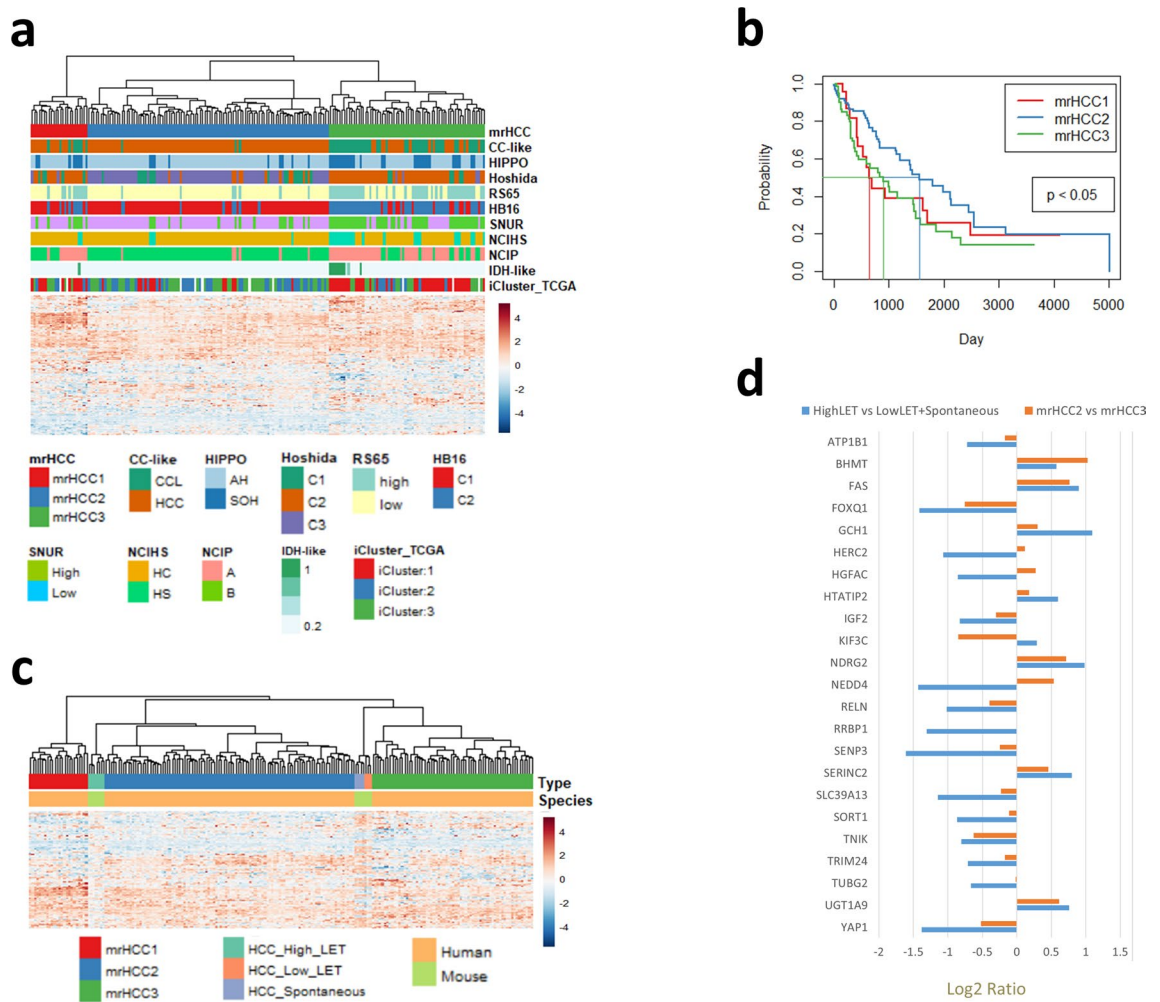 a
mrHCC
CC-like
HIPPO
Hoshida
RS65
HB16
SNUR
NCIHS
NCIP
IDH-like
iCluster_TCGA
4
2
0
-2
-4
mrHCC
mrHCC1
mrHCC2
mrHCC3
CC-like
CCL
HCC
HIPPO
AH
SOH
Hoshida
C1
C2
C3
RS65
high
low
HB16
C1
C2
SNUR
High
Low
NCIHS
HC
HS
NCIP
A
B
IDH-like
1
0.2
iCluster_TCGA
iCluster:1
iCluster:2
iCluster:3
b
Probability
1.0
0.8
0.6
0.4
0.2
0.0
mrHCC1
mrHCC2
mrHCC3
p < 0.05
0 1000 2000 3000 4000 5000
Day
c
Type
Species
4
2
0
-2
-4
mrHCC1
mrHCC2
mrHCC3
HCC_High_LET
HCC_Low_LET
HCC_Spontaneous
Human
Mouse
d
HighLET vs LowLET+Spontaneous mrHCC2 vs mrHCC3
ATP1B1
BHMT
FAS
FOXQ1
GCH1
HERC2
HGFAC
HTATIP2
IGF2
KIF3C
NDRG2
NEDD4
RELN
RRBP1
SENP3
SERINC2
SLC39A13
SORT1
TNIK
TRIM24
TUBG2
UGT1A9
YAP1
-2 -1.5 -1 -0.5 0 0.5 1 1.5
Log2 Ratio